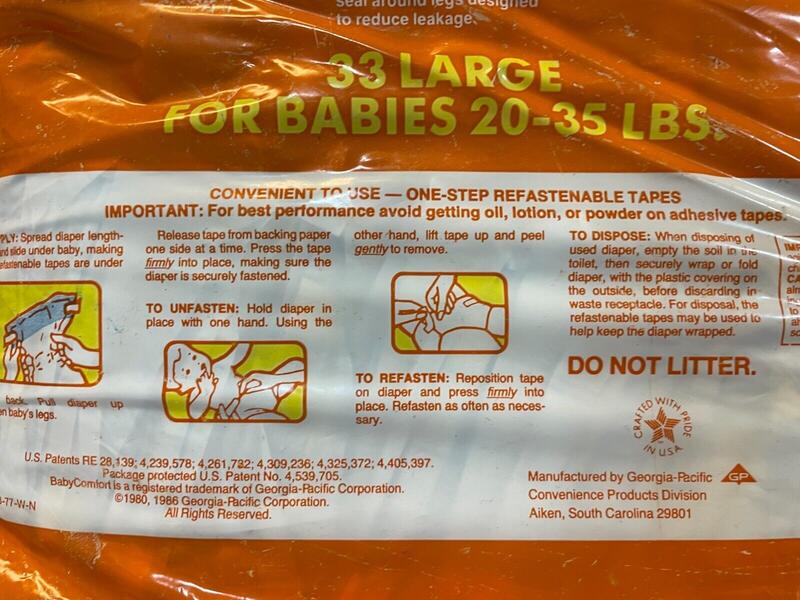 seal around legs designed
to reduce leakage.
33 LARGE
FOR BABIES 20-35 LBS.
CONVENIENT TO USE — ONE-STEP REFASTENABLE TAPES
IMPORTANT: For best performance avoid getting oil, lotion, or powder on adhesive tapes.
PLY: Spread diaper length-
and slide under baby, making
efastenable tapes are under
back. Pull diaper up
en baby's legs.
Release tape from backing paper
one side at a time. Press the tape
firmly into place, making sure the
diaper is securely fastened.
TO UNFASTEN: Hold diaper in
place with one hand. Using the
other hand, lift tape up and peel
gently to remove.
TO REFASTEN: Reposition tape
on diaper and press firmly into
place. Refasten as often as neces-
sary.
TO DISPOSE: When disposing of
used diaper, empty the soil in the
toilet, then securely wrap or fold
diaper, with the plastic covering on
the outside, before discarding in
waste receptacle. For disposal, the
refastenable tapes may be used to
help keep the diaper wrapped.
DO NOT LITTER.
CRAFTED WITH PRIDE
IN U.S.A.
U.S. Patents RE 28,139; 4,239,578; 4,261,782; 4,309,236; 4,325,372; 4,405,397.
Package protected U.S. Patent No. 4,539,705.
BabyComfort is a registered trademark of Georgia-Pacific Corporation.
©1980, 1986 Georgia-Pacific Corporation.
All Rights Reserved.
-77-W-N
Manufactured by Georgia-Pacific
GP
Convenience Products Division
Aiken, South Carolina 29801